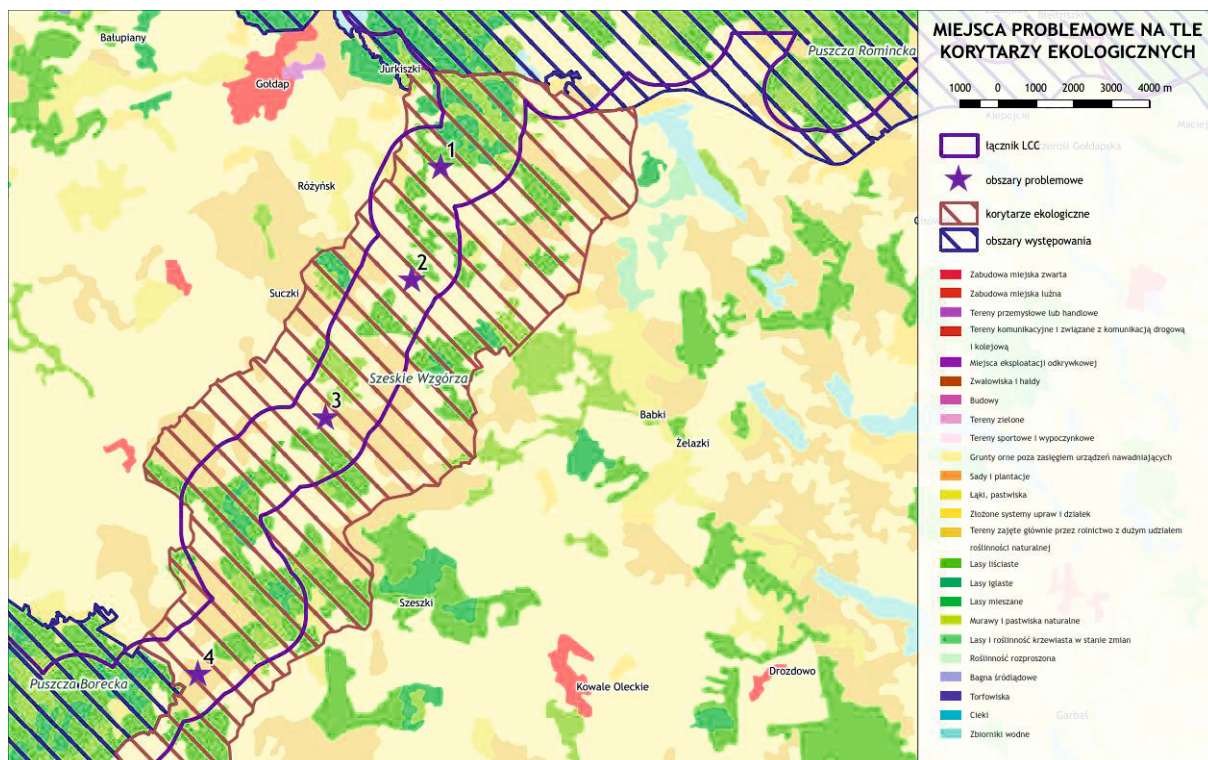 MIEJSCA PROBLEMOWE NA TLE
KORYTARZY EKOLOGICZNYCH
1000 0 1000 2000 3000 4000 m
łącznik LCC
obszary problemowe
korytarze ekologiczne
obszary występowania
Zabudowa miejska zwarta
Zabudowa miejska luźna
Tereny przemysłowe lub handlowe
Tereny komunikacyjne i związane z komunikacją drogową
i kolejową
Miejsca eksploatacji odkrywkowej
Zwałowiska i hałdy
Budowy
Tereny zielone
Tereny sportowe i wypoczynkowe
Grunty orne poza zasięgiem urządzeń nawadniających
Sady i plantacje
Łąki, pastwiska
Złożone systemy upraw i działek
Tereny zajęte głównie przez rolnictwo z dużym udziałem
roślinności naturalnej
Lasy liściaste
Lasy iglaste
Lasy mieszane
Murawy i pastwiska naturalne
Lasy i roślinność krzewiasta w stanie zmian
Roślinność rozproszona
Bagna śródlądowe
Torfowiska
Cieki
Zbiorniki wodne
Bałupiany
Jurkiszki
Gołdap
Puszcza Romincka
Kiepojcie
Gołdapska
1
Różyńsk
2
Suczki
Szeskie Wzgórza
3
Babki
Żelazki
Szeszki
4
Puszcza Borecka
Kowale Oleckie
Drozdowo
Garbas